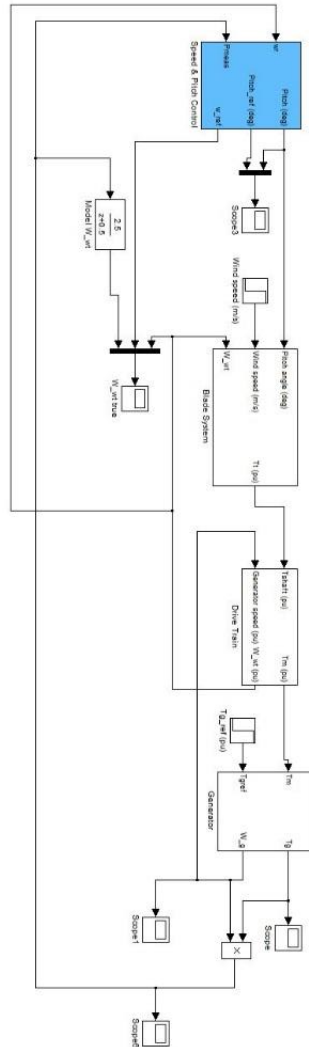 wr
Pmeas
Pitch (deg)
Pitch_ref (deg)
w_ref
Speed & Pitch Control
Scope3
Wind speed (m/s)
2.5
z+0.5
Model W_wt
W_wt true
Pitch angle (deg)
Wind speed (m/s)
W_wt
Tt (pu)
Blade System
Tshaft (pu)
Generator speed (pu)
Tm (pu)
W_wt (pu)
Drive Train
Tg_ref (pu)
Tm
Tgref
Tg
W_g
Generator
Scope
×
Scope1
Scope6